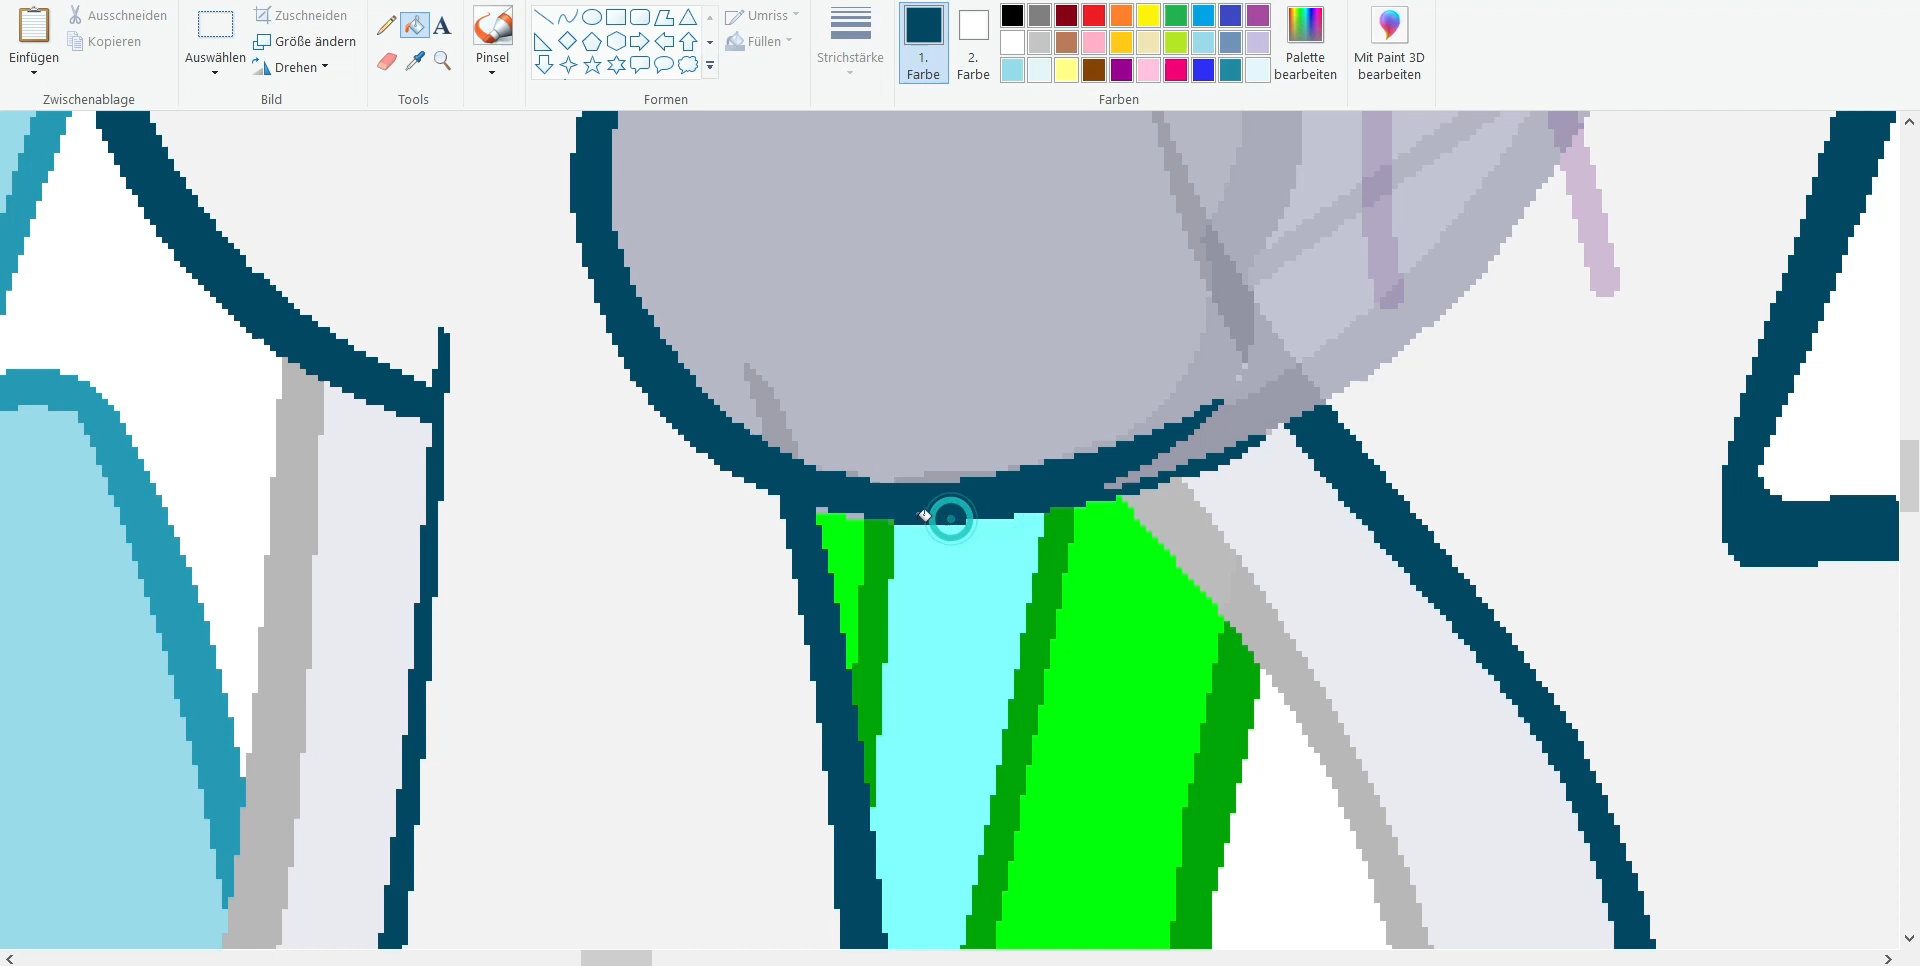 Einfügen
Ausschneiden
Kopieren
Zwischenablage
Auswählen
Zuschneiden
Größe ändern
Drehen
Bild
A
Tools
Pinsel
Umriss
Füllen
Formen
Strichstärke
1.
Farbe
2.
Farbe
Palette
bearbeiten
Farben
Mit Paint 3D
bearbeiten